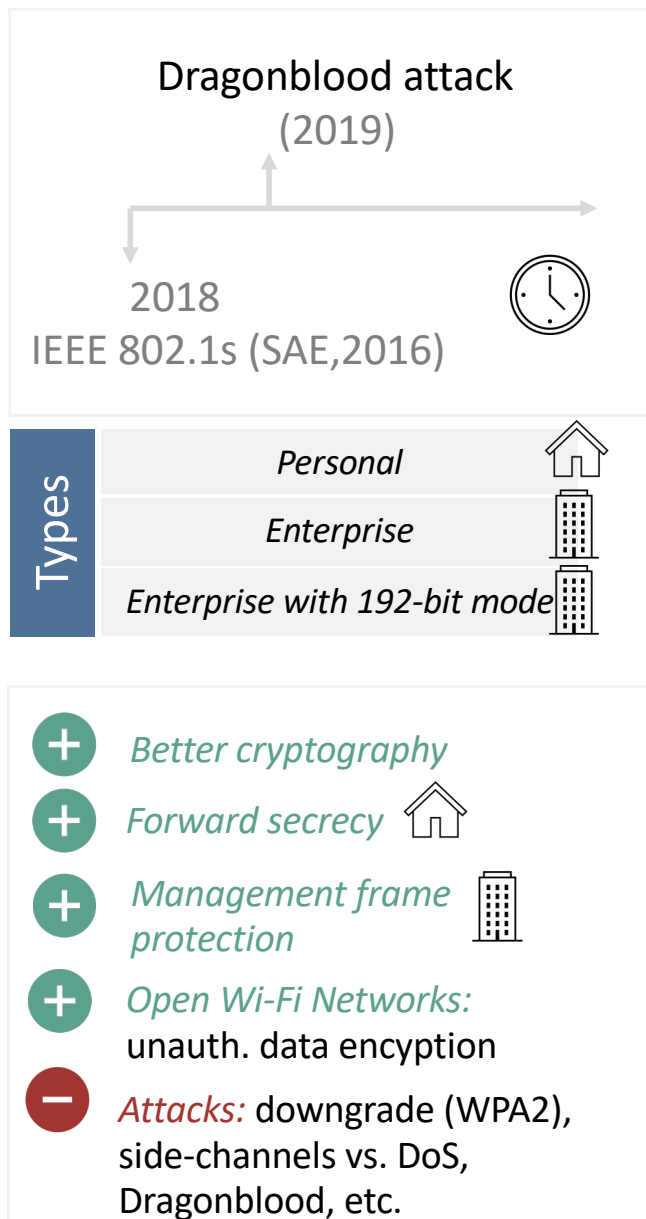 Dragonblood attack
(2019)
2018
IEEE 802.1s (SAE,2016)
Types
Personal
Enterprise
Enterprise with 192-bit mode
Better cryptography
Forward secrecy
Management frame
protection
Open Wi-Fi Networks:
unauth. data encyption
Attacks: downgrade (WPA2),
side-channels vs. DoS,
Dragonblood, etc.